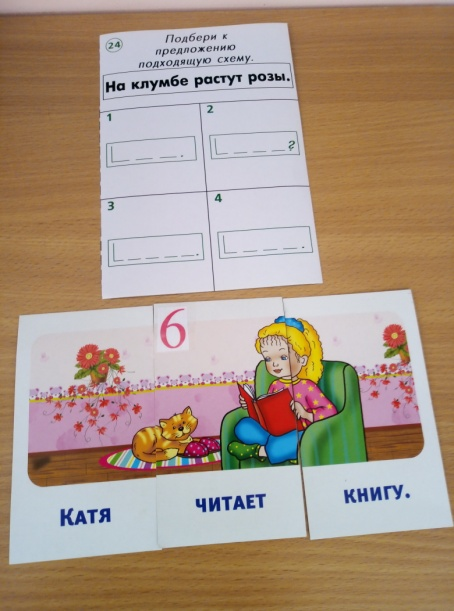 24
Подбери к
предложению
подходящую схему.
На клумбе растут розы.
1
2
?
3
4
6
Катя читает книгу.